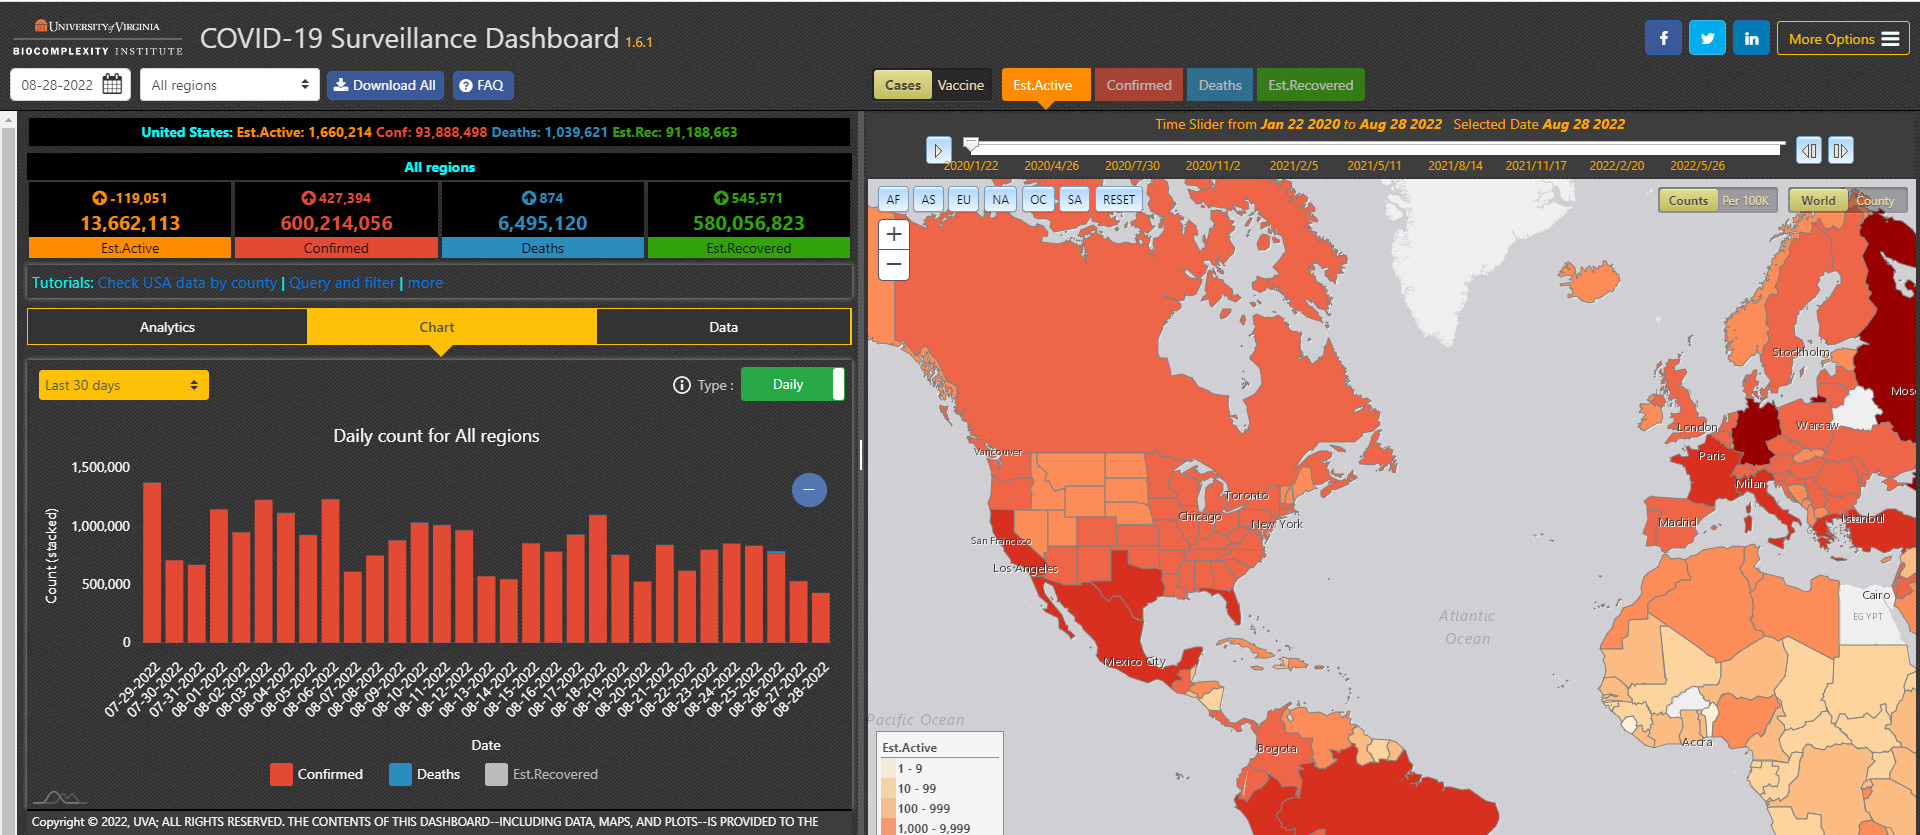 UNIVERSITY of VIRGINIA
BIOCOMPLEXITY INSTITUTE
COVID-19 Surveillance Dashboard 1.6.1
More Options
08-28-2022
All regions
Download All
FAQ
Cases
Vaccine
Est.Active
Confirmed
Deaths
Est.Recovered
United States: Est.Active: 1,660,214 Conf: 93,888,498 Deaths: 1,039,621 Est.Rec: 91,188,663
All regions
-119,051
13,662,113
Est.Active
427,394
600,214,056
Confirmed
874
6,495,120
Deaths
545,571
580,056,823
Est.Recovered
Tutorials: Check USA data by county | Query and filter | more
Analytics
Chart
Data
Last 30 days
Type :
Daily
Daily count for All regions
Count (stacked)
1,500,000
1,000,000
500,000
0
07-29-2022
07-30-2022
07-31-2022
08-01-2022
08-02-2022
08-03-2022
08-04-2022
08-05-2022
08-06-2022
08-07-2022
08-08-2022
08-09-2022
08-10-2022
08-11-2022
08-12-2022
08-13-2022
08-14-2022
08-15-2022
08-16-2022
08-17-2022
08-18-2022
08-19-2022
08-20-2022
08-21-2022
08-22-2022
08-23-2022
08-24-2022
08-25-2022
08-26-2022
08-27-2022
08-28-2022
Date
Confirmed
Deaths
Est.Recovered
Copyright © 2022, UVA; ALL RIGHTS RESERVED. THE CONTENTS OF THIS DASHBOARD--INCLUDING DATA, MAPS, AND PLOTS--IS PROVIDED TO THE
Time Slider from Jan 22 2020 to Aug 28 2022 Selected Date Aug 28 2022
2020/1/22
2020/4/26
2020/7/30
2020/11/2
2021/2/5
2021/5/11
2021/8/14
2021/11/17
2022/2/20
2022/5/26
AF
AS
EU
NA
OC
SA
RESET
Counts
Per 100K
World
County
+
−
Stockholm
Mos
London
Warsaw
Paris
Milan
Madrid
Istanbul
Vancouver
Toronto
Chicago
New York
San Francisco
Los Angeles
Mexico City
Atlantic
Ocean
Cairo
EGYPT
Pacific Ocean
Bogota
Accra
Est.Active
1 - 9
10 - 99
100 - 999
1,000 - 9,999